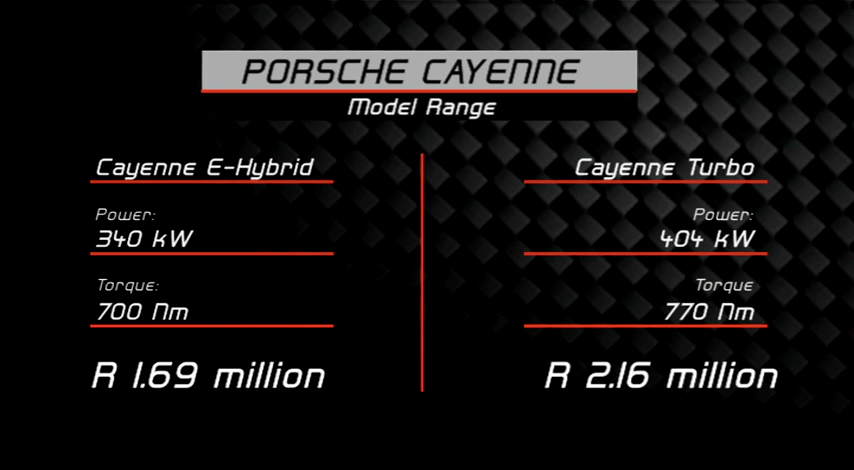 PORSCHE CAYENNE
Model Range
Cayenne E-Hybrid
Power:
340 kW
Torque:
700 Nm
R 1.69 million
Cayenne Turbo
Power:
404 kW
Torque
770 Nm
R 2.16 million